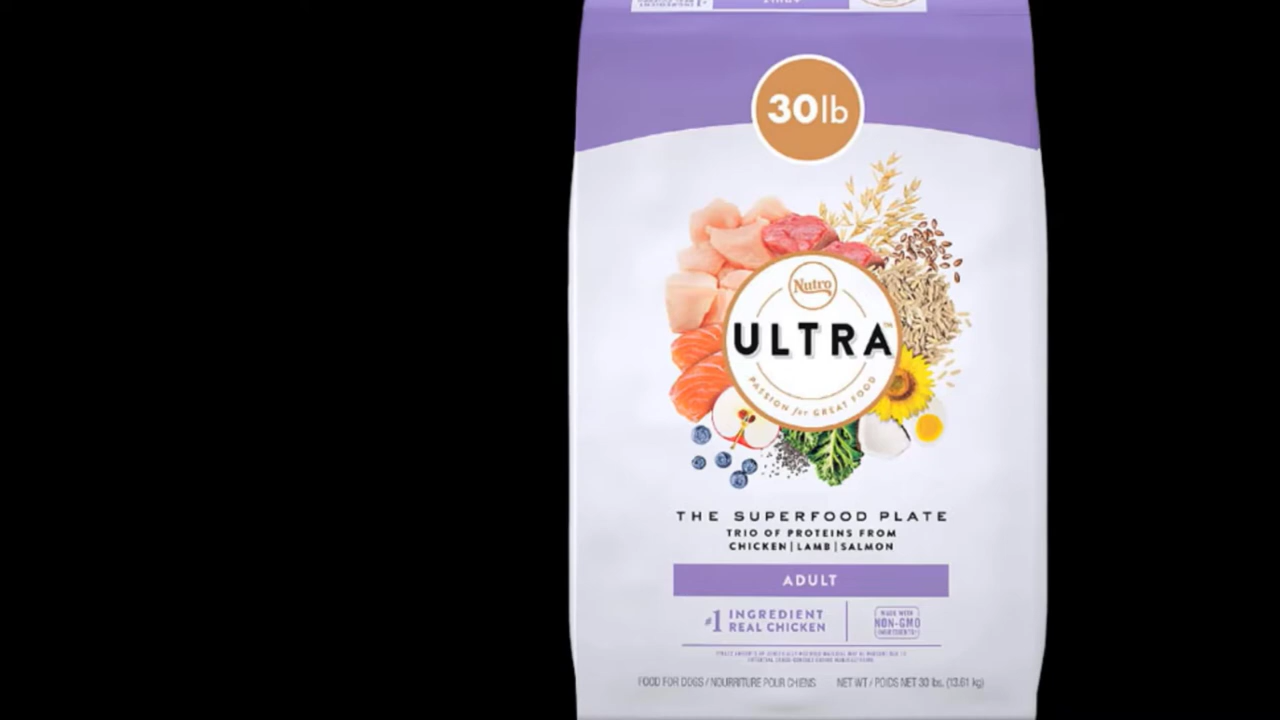 30lb
Nutro
ULTRA™
PASSION for GREAT FOOD
THE SUPERFOOD PLATE
TRIO OF PROTEINS FROM
CHICKEN|LAMB|SALMON
ADULT
#1 INGREDIENT
REAL CHICKEN
MADE WITH
NON-GMO
INGREDIENTS†
FOOD FOR DOGS / NOURRITURE POUR CHIENS NET WT / POIDS NET 30 lbs. (13.61 kg)